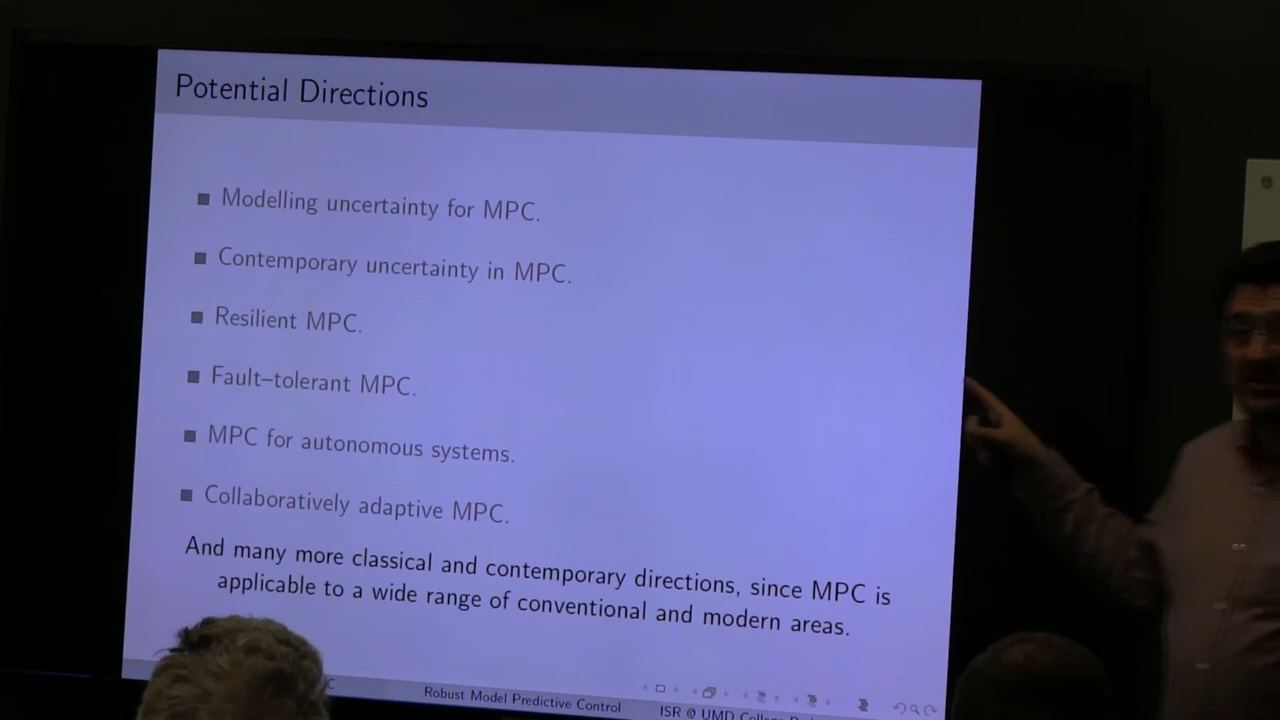 Potential Directions
Modelling uncertainty for MPC.
Contemporary uncertainty in MPC.
Resilient MPC.
Fault–tolerant MPC.
MPC for autonomous systems.
Collaboratively adaptive MPC.
And many more classical and contemporary directions, since MPC is
applicable to a wide range of conventional and modern areas.
Robust Model Predictive Control
ISR @ UMD College